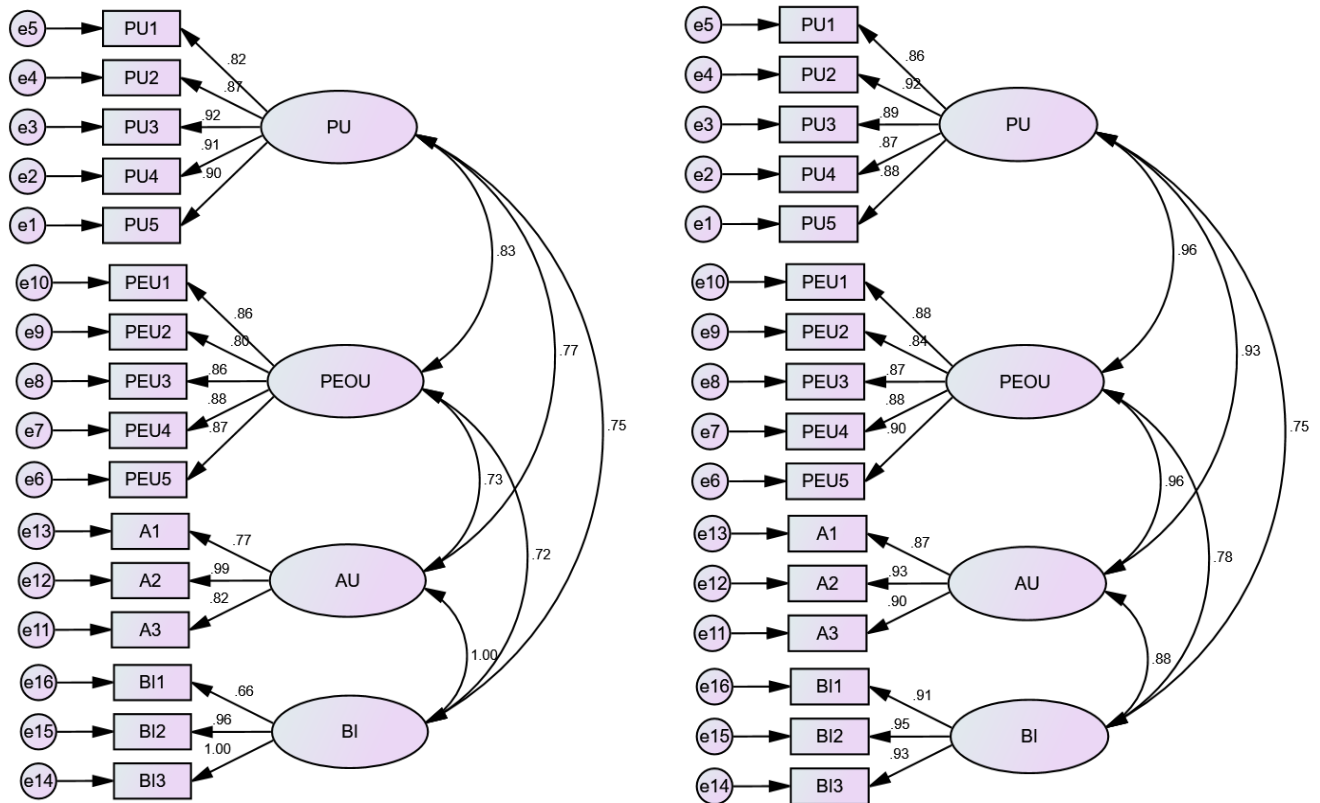 e5 PU1
.82
e4 PU2
.87
e3 PU3 .92 PU
.91
e2 PU4
.90
e1 PU5
.83
e10 PEU1
.86
e9 PEU2
.80
.77
e8 PEU3 .86 PEOU
.88
e7 PEU4
.87
.75
e6 PEU5
.73
e13 A1
.77
.72
e12 A2 .99 AU
.82
e11 A3
1.00
e16 BI1
.66
e15 BI2 .96 BI
1.00
e14 BI3
e5 PU1
.86
e4 PU2
.92
e3 PU3 .89 PU
.87
e2 PU4
.88
e1 PU5
.96
e10 PEU1
.88
e9 PEU2
.84
.93
e8 PEU3 .87 PEOU
.88
e7 PEU4
.90
.75
e6 PEU5
.96
e13 A1
.87
.78
e12 A2 .93 AU
.90
e11 A3
.88
e16 BI1
.91
e15 BI2 .95 BI
.93
e14 BI3